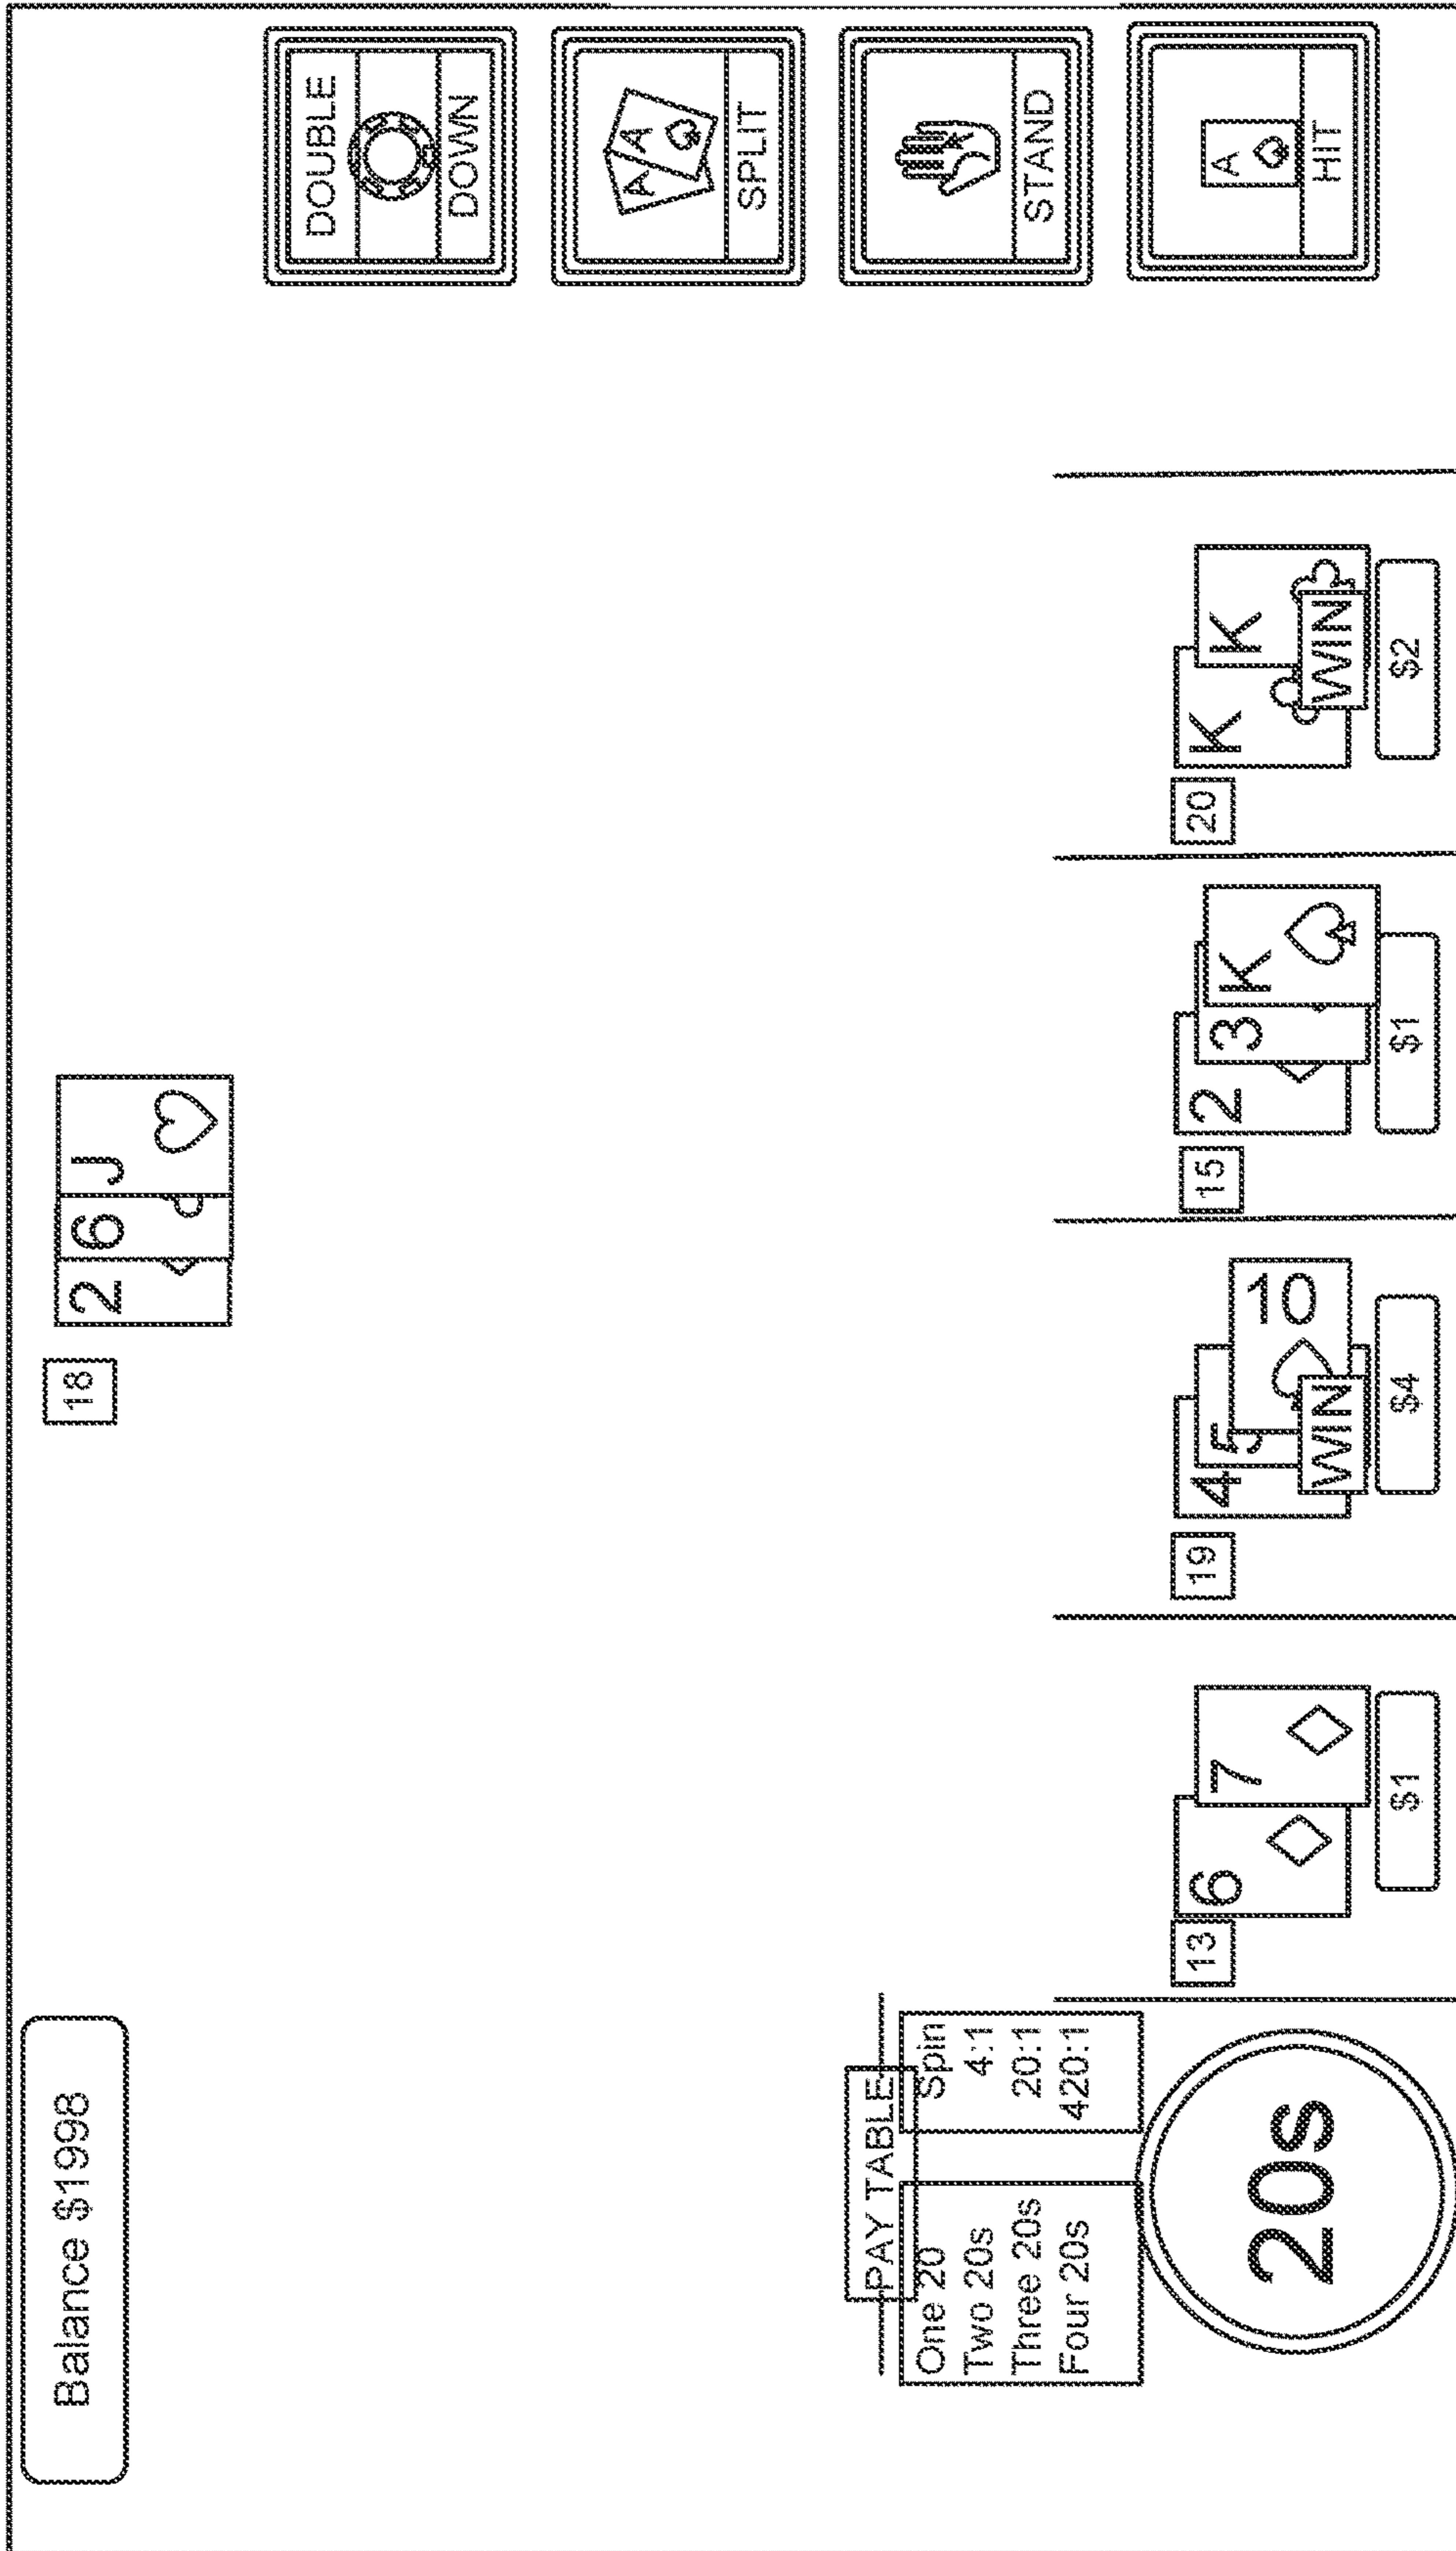 Balance $1998
18
2 6 J
DOUBLE
DOWN
A A
SPLIT
STAND
A
HIT
PAY TABLE
One 20 Spin
Two 20s 4:1
Three 20s 20:1
Four 20s 420:1
20s
13
6 7
$1
19
4 5 10
WIN
$4
15
2 3 K
$1
20
K K
WIN
$2